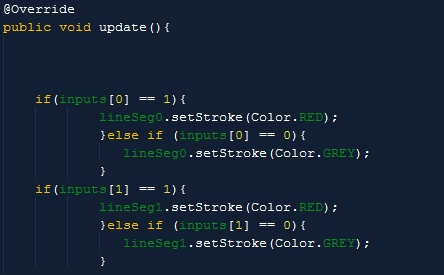 @Override
public void update(){
if(inputs[0] == 1){
lineSeg0.setStroke(Color.RED);
}else if (inputs[0] == 0){
lineSeg0.setStroke(Color.GREY);
}
if(inputs[1] == 1){
lineSeg1.setStroke(Color.RED);
}else if (inputs[1] == 0){
lineSeg1.setStroke(Color.GREY);
}